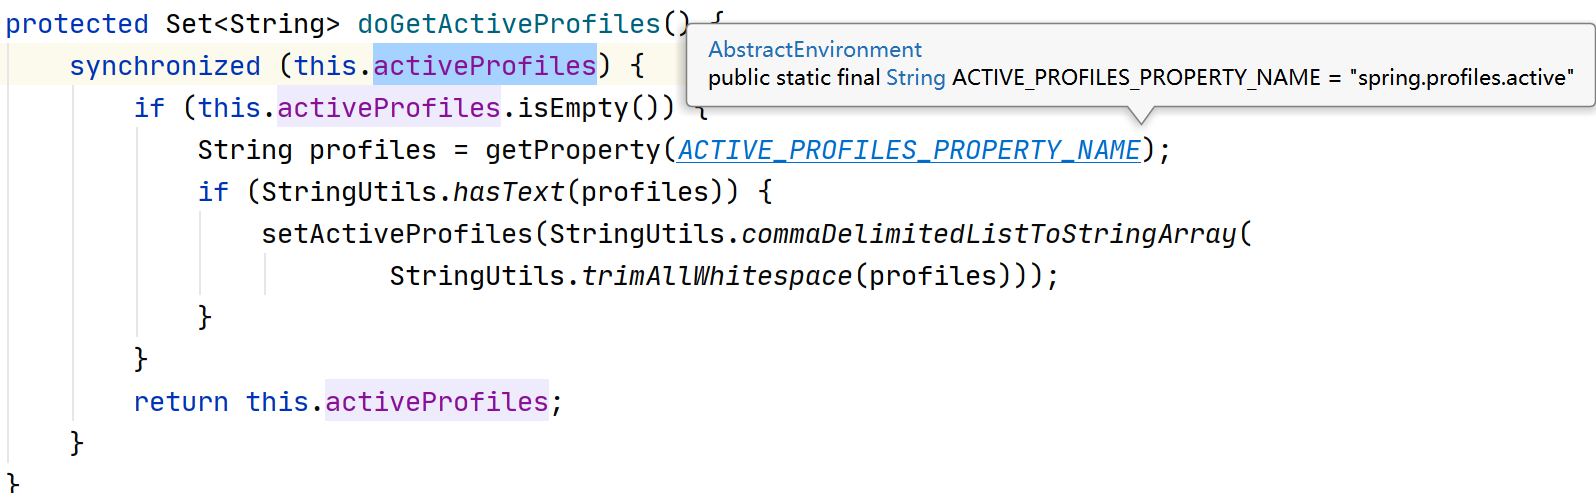 protected Set<String> doGetActiveProfiles() {
synchronized (this.activeProfiles) {
AbstractEnvironment
public static final String ACTIVE_PROFILES_PROPERTY_NAME = "spring.profiles.active"
if (this.activeProfiles.isEmpty()) {
String profiles = getProperty(ACTIVE_PROFILES_PROPERTY_NAME);
if (StringUtils.hasText(profiles)) {
setActiveProfiles(StringUtils.commaDelimitedListToStringArray(
StringUtils.trimAllWhitespace(profiles)));
}
}
return this.activeProfiles;
}
}